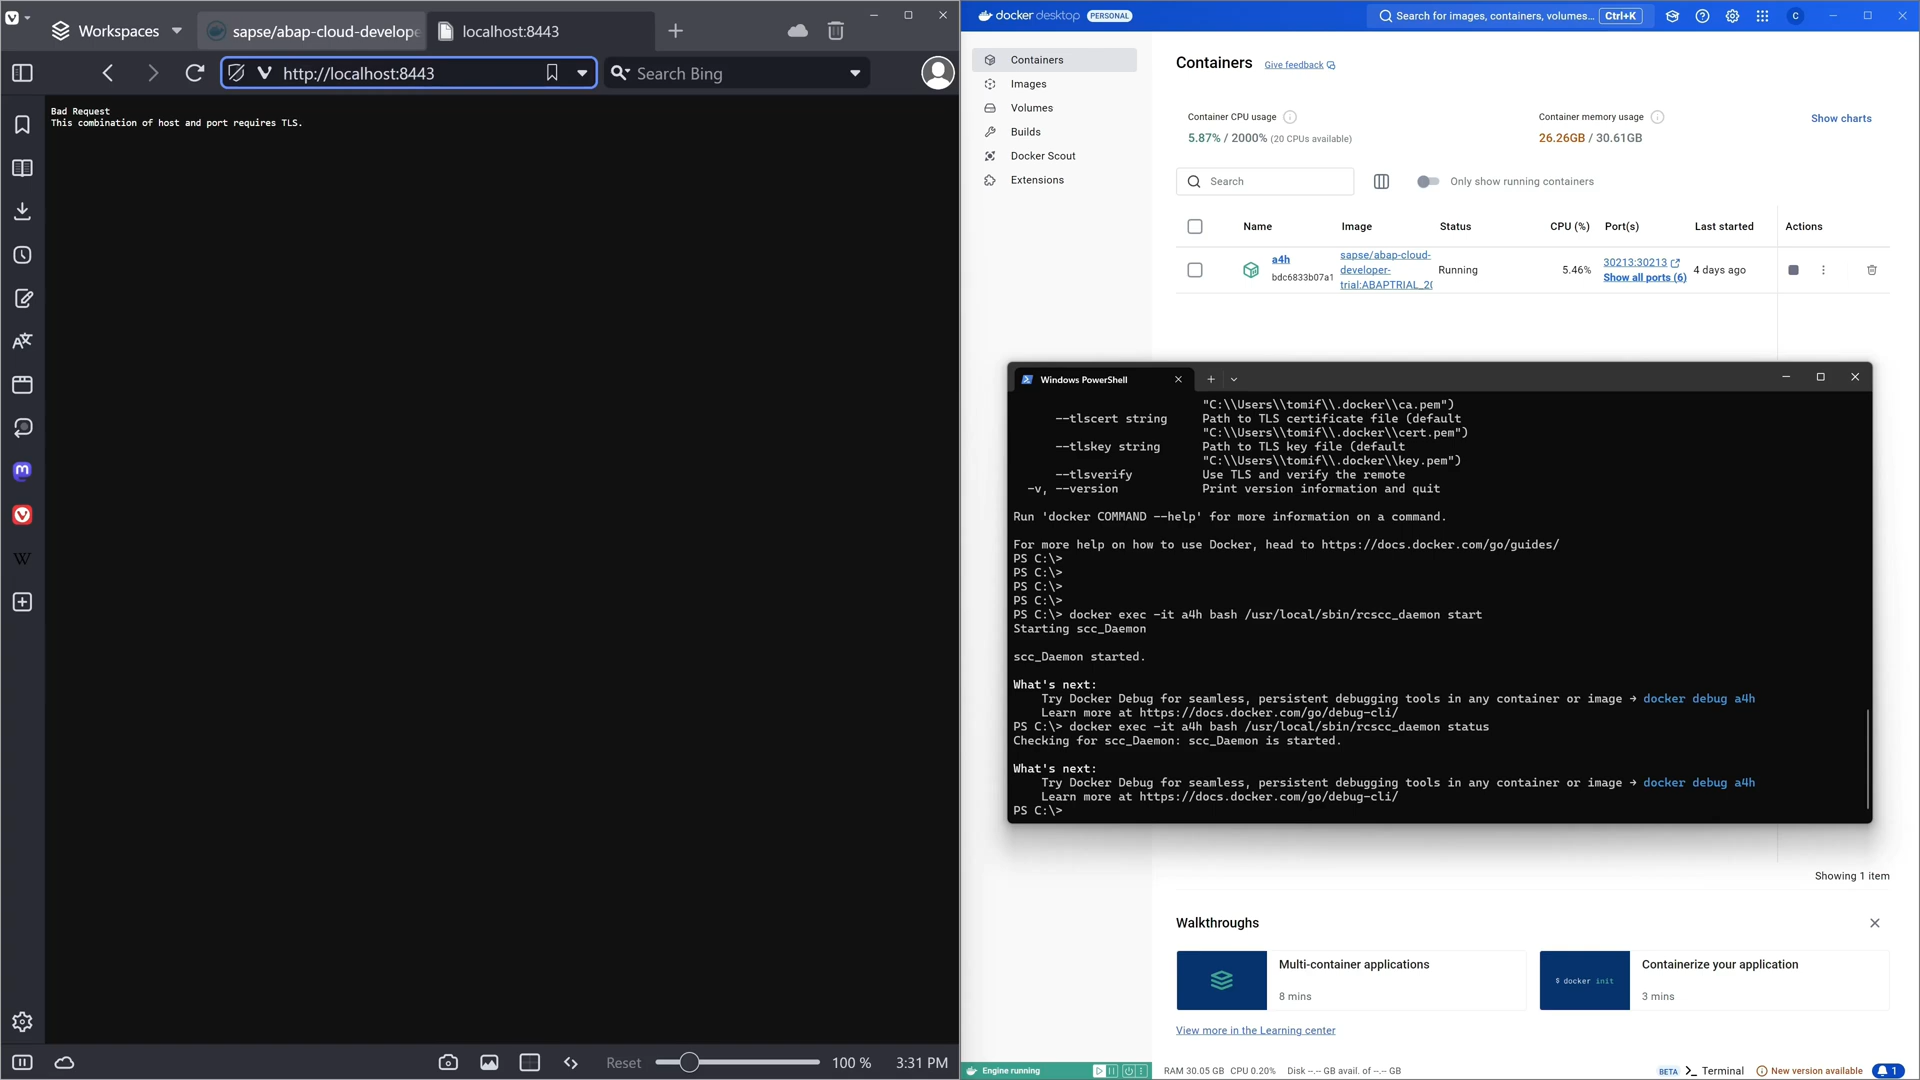 Workspaces
sapse/abap-cloud-develope
localhost:8443
http://localhost:8443
Search Bing
Bad Request
This combination of host and port requires TLS.
Reset
100 %
3:31 PM
docker desktop PERSONAL
Search for images, containers, volumes... Ctrl+K
C
Containers
Images
Volumes
Builds
Docker Scout
Extensions
Containers Give feedback
Container CPU usage
5.87% / 2000% (20 CPUs available)
Container memory usage
26.26GB / 30.61GB
Show charts
Search
Only show running containers
Name Image Status CPU (%) Port(s) Last started Actions
a4h
bdc6833b07a1
sapse/abap-cloud-
developer-
trial:ABAPTRIAL_20
Running
5.46%
30213:30213
Show all ports (6)
4 days ago
Windows PowerShell
"C:\\Users\\tomif\\.docker\\ca.pem")
--tlscert string Path to TLS certificate file (default
"C:\\Users\\tomif\\.docker\\cert.pem")
--tlskey string Path to TLS key file (default
"C:\\Users\\tomif\\.docker\\key.pem")
--tlsverify Use TLS and verify the remote
-v, --version Print version information and quit
Run 'docker COMMAND --help' for more information on a command.
For more help on how to use Docker, head to https://docs.docker.com/go/guides/
PS C:\>
PS C:\>
PS C:\>
PS C:\>
PS C:\> docker exec -it a4h bash /usr/local/sbin/rcscc_daemon start
Starting scc_Daemon
scc_Daemon started.
What's next:
Try Docker Debug for seamless, persistent debugging tools in any container or image → docker debug a4h
Learn more at https://docs.docker.com/go/debug-cli/
PS C:\> docker exec -it a4h bash /usr/local/sbin/rcscc_daemon status
Checking for scc_Daemon: scc_Daemon is started.
What's next:
Try Docker Debug for seamless, persistent debugging tools in any container or image → docker debug a4h
Learn more at https://docs.docker.com/go/debug-cli/
PS C:\>
Showing 1 item
Walkthroughs
Multi-container applications
8 mins
$ docker init
Containerize your application
3 mins
View more in the Learning center
Engine running
RAM 30.05 GB CPU 0.20% Disk --.-- GB avail. of --.-- GB
BETA >_ Terminal
New version available
1